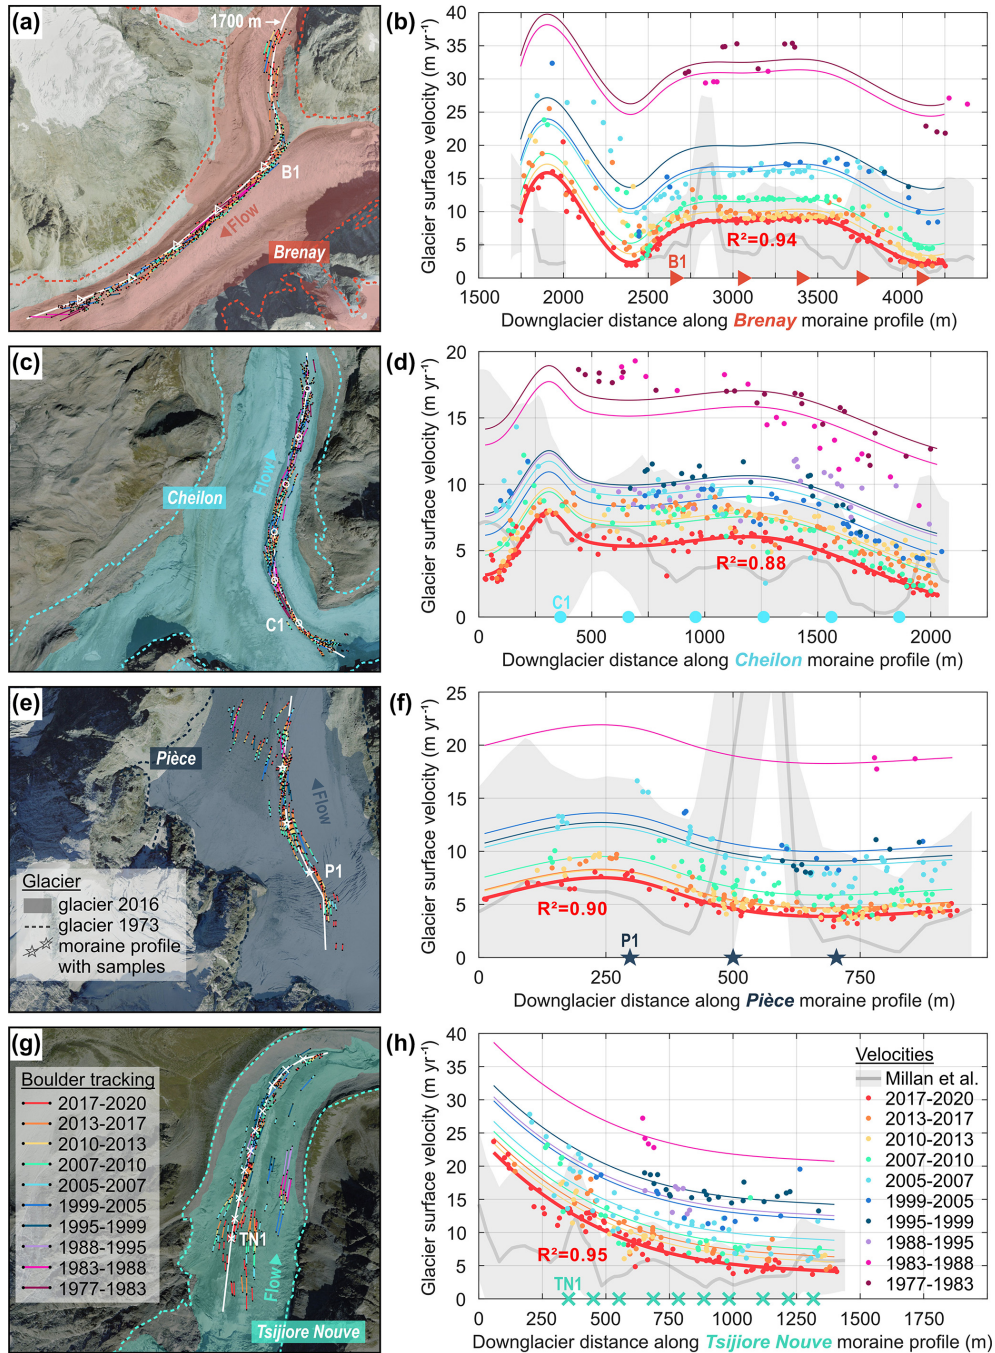 (a)
1700 m
B1
Flow
Brenay
(b)
Glacier surface velocity (m yr⁻¹)
40
35
30
25
20
15
10
5
0
R²=0.94
B1
1500
2000
2500
3000
3500
4000
Downglacier distance along Brenay moraine profile (m)
(c)
Cheilon
Flow
C1
(d)
Glacier surface velocity (m yr⁻¹)
20
15
10
5
0
R²=0.88
C1
0
500
1000
1500
2000
Downglacier distance along Cheilon moraine profile (m)
(e)
Pièce
Flow
P1
Glacier
glacier 2016
glacier 1973
moraine profile
with samples
(f)
Glacier surface velocity (m yr⁻¹)
25
20
15
10
5
0
R²=0.90
P1
0
250
500
750
Downglacier distance along Pièce moraine profile (m)
(g)
Boulder tracking
2017-2020
2013-2017
2010-2013
2007-2010
2005-2007
1999-2005
1995-1999
1988-1995
1983-1988
1977-1983
TN1
Flow
Tsijiore Nouve
(h)
Glacier surface velocity (m yr⁻¹)
40
35
30
25
20
15
10
5
0
R²=0.95
TN1
Velocities
Millan et al.
2017-2020
2013-2017
2010-2013
2007-2010
2005-2007
1999-2005
1995-1999
1988-1995
1983-1988
1977-1983
0
250
500
750
1000
1250
1500
1750
Downglacier distance along Tsijiore Nouve moraine profile (m)